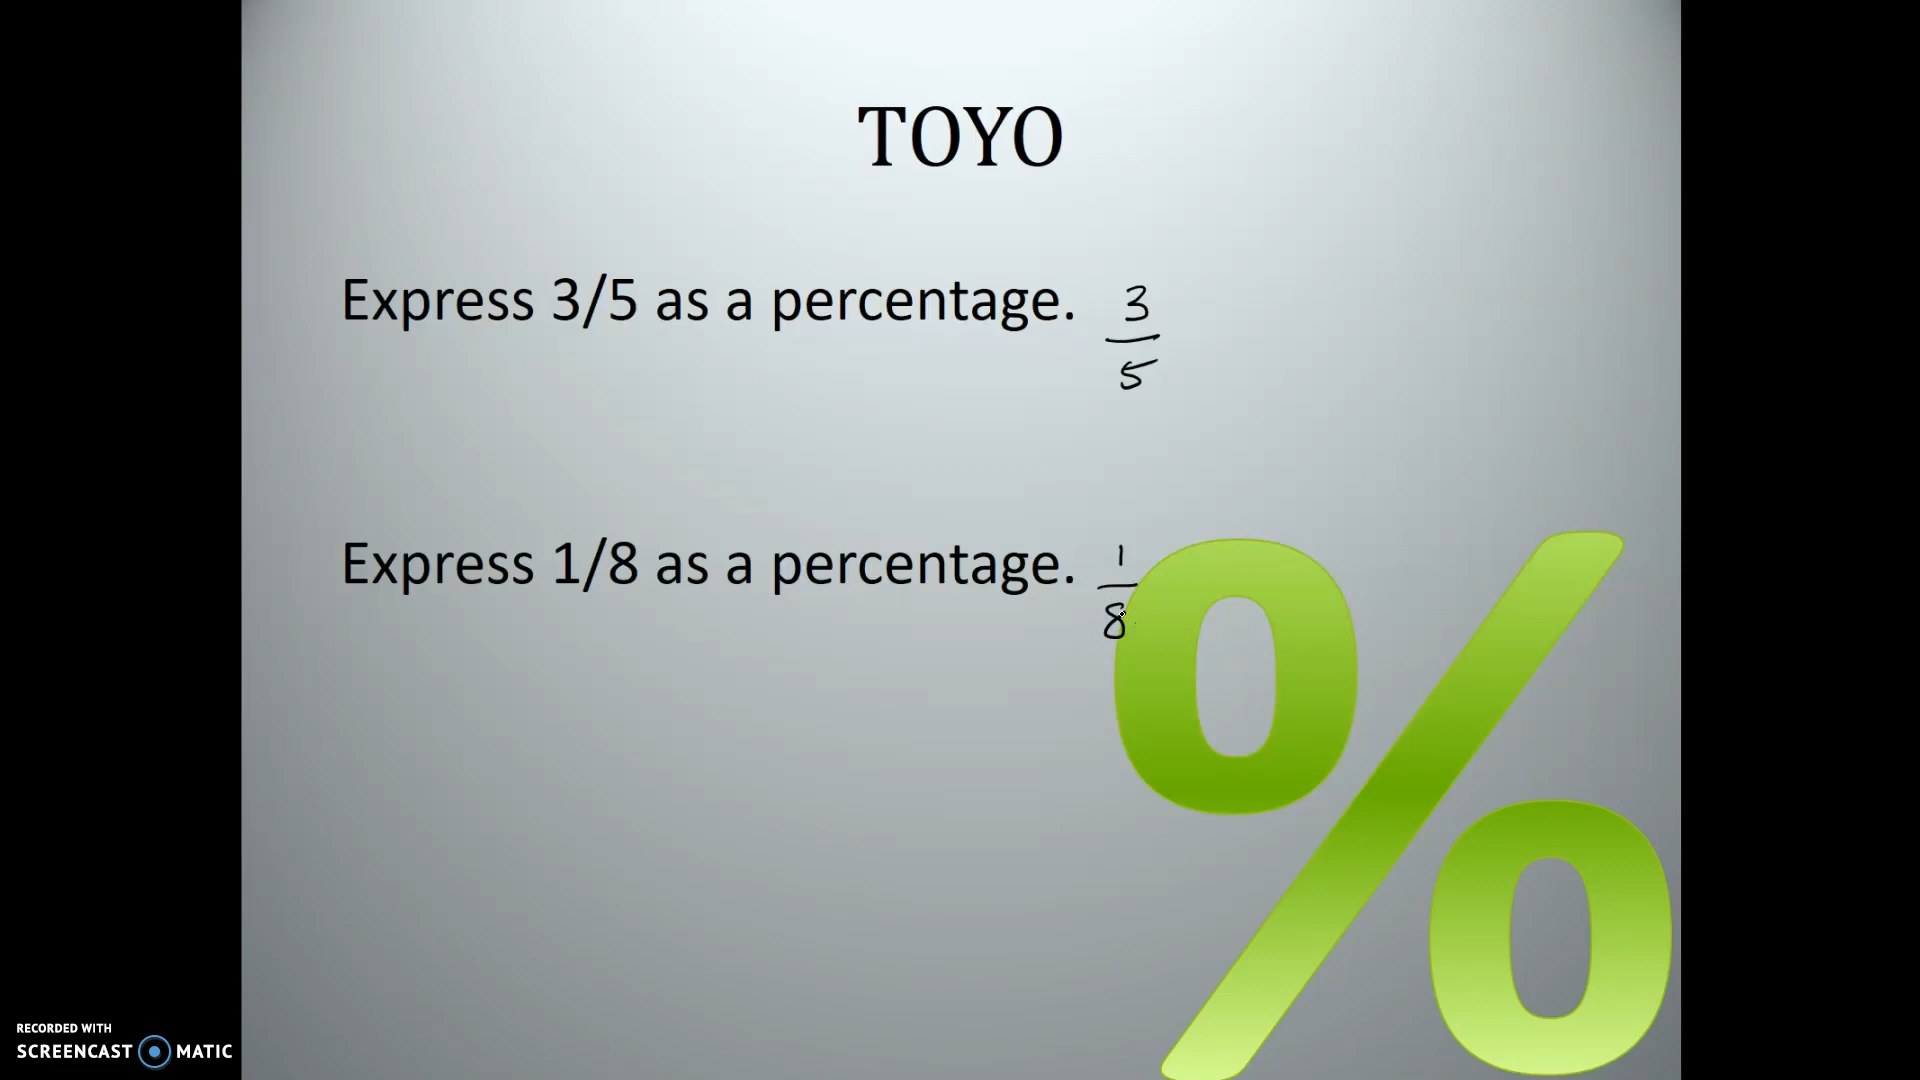 TOYO
Express 3/5 as a percentage.
3
5
Express 1/8 as a percentage.
1
8
%
RECORDED WITH
SCREENCAST MATIC